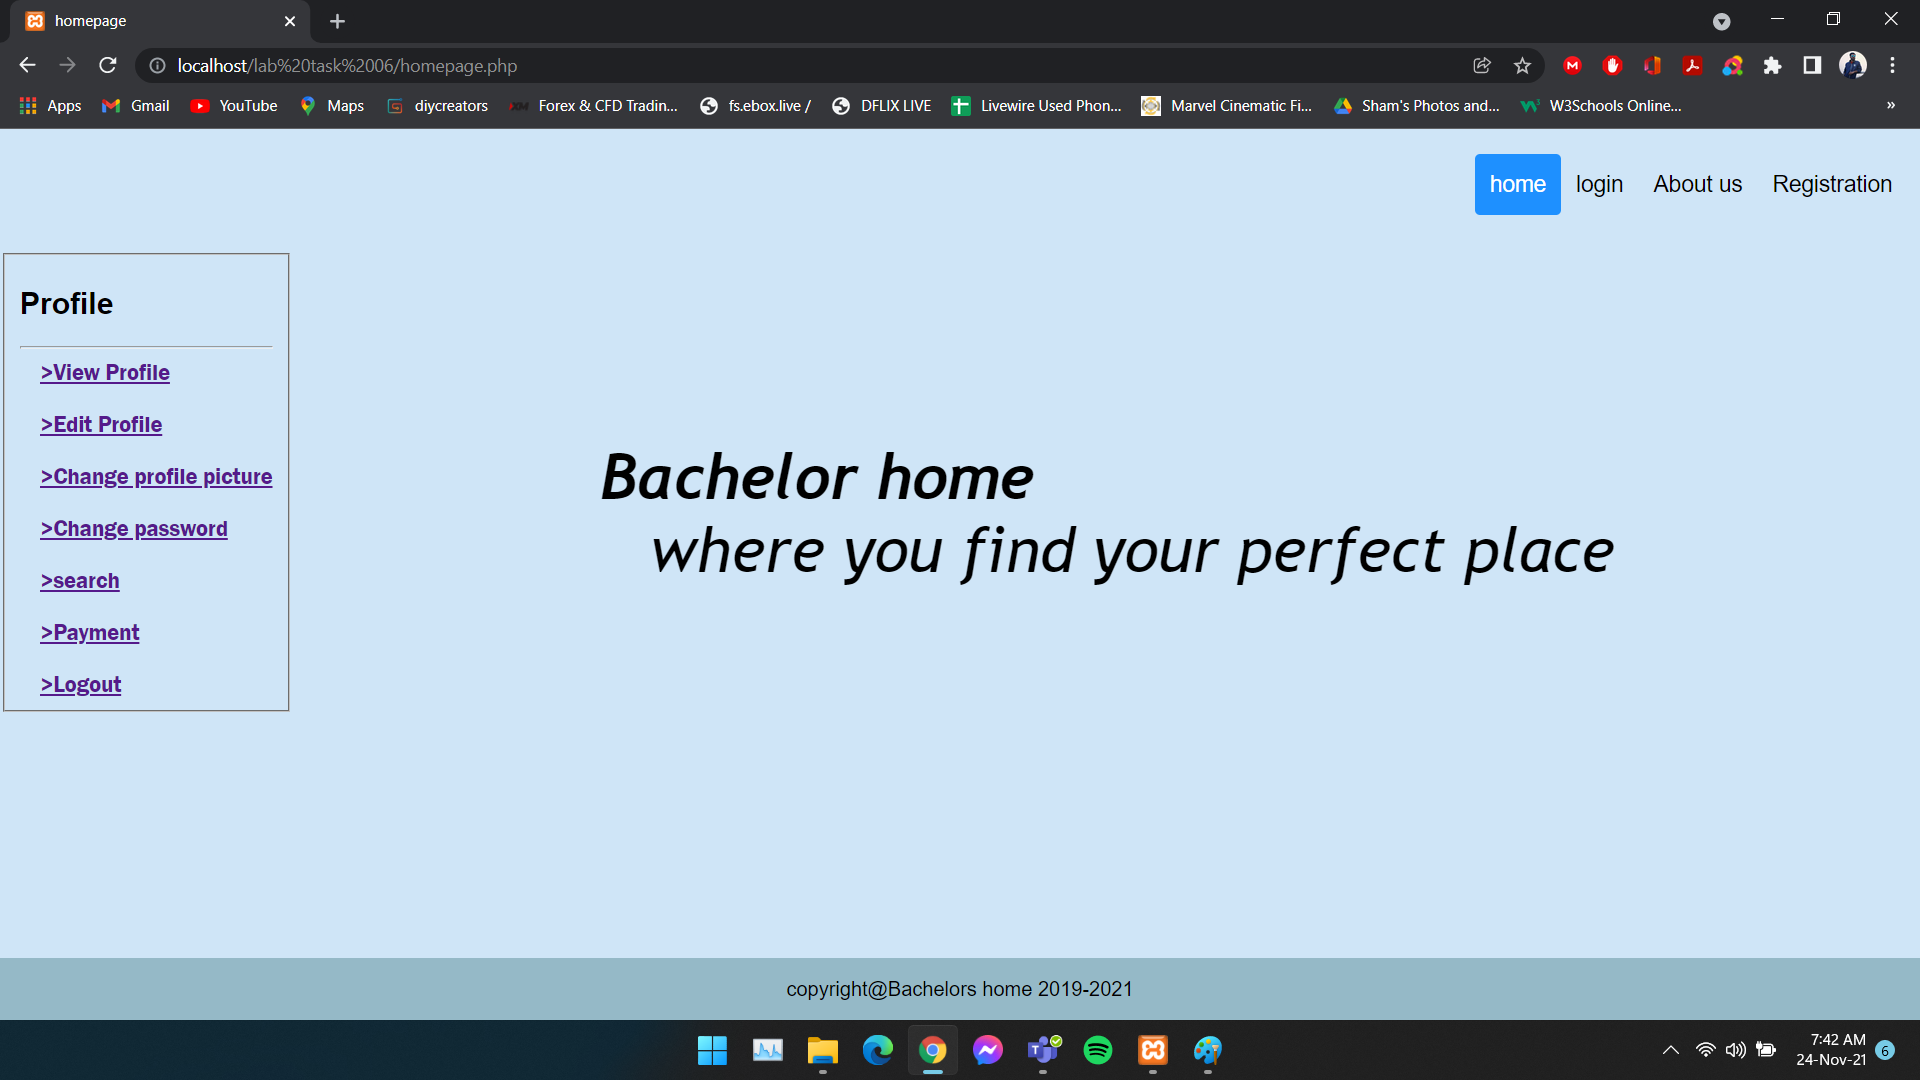 homepage
localhost/lab%20task%2006/homepage.php
Apps Gmail YouTube Maps diycreators Forex & CFD Tradin... fs.ebox.live / DFLIX LIVE Livewire Used Phon... Marvel Cinematic Fi... Sham's Photos and... W3Schools Online... »
home login About us Registration
Profile
>View Profile
>Edit Profile
>Change profile picture
>Change password
>search
>Payment
>Logout
Bachelor home
where you find your perfect place
copyright@Bachelors home 2019-2021
7:42 AM
24-Nov-21 6